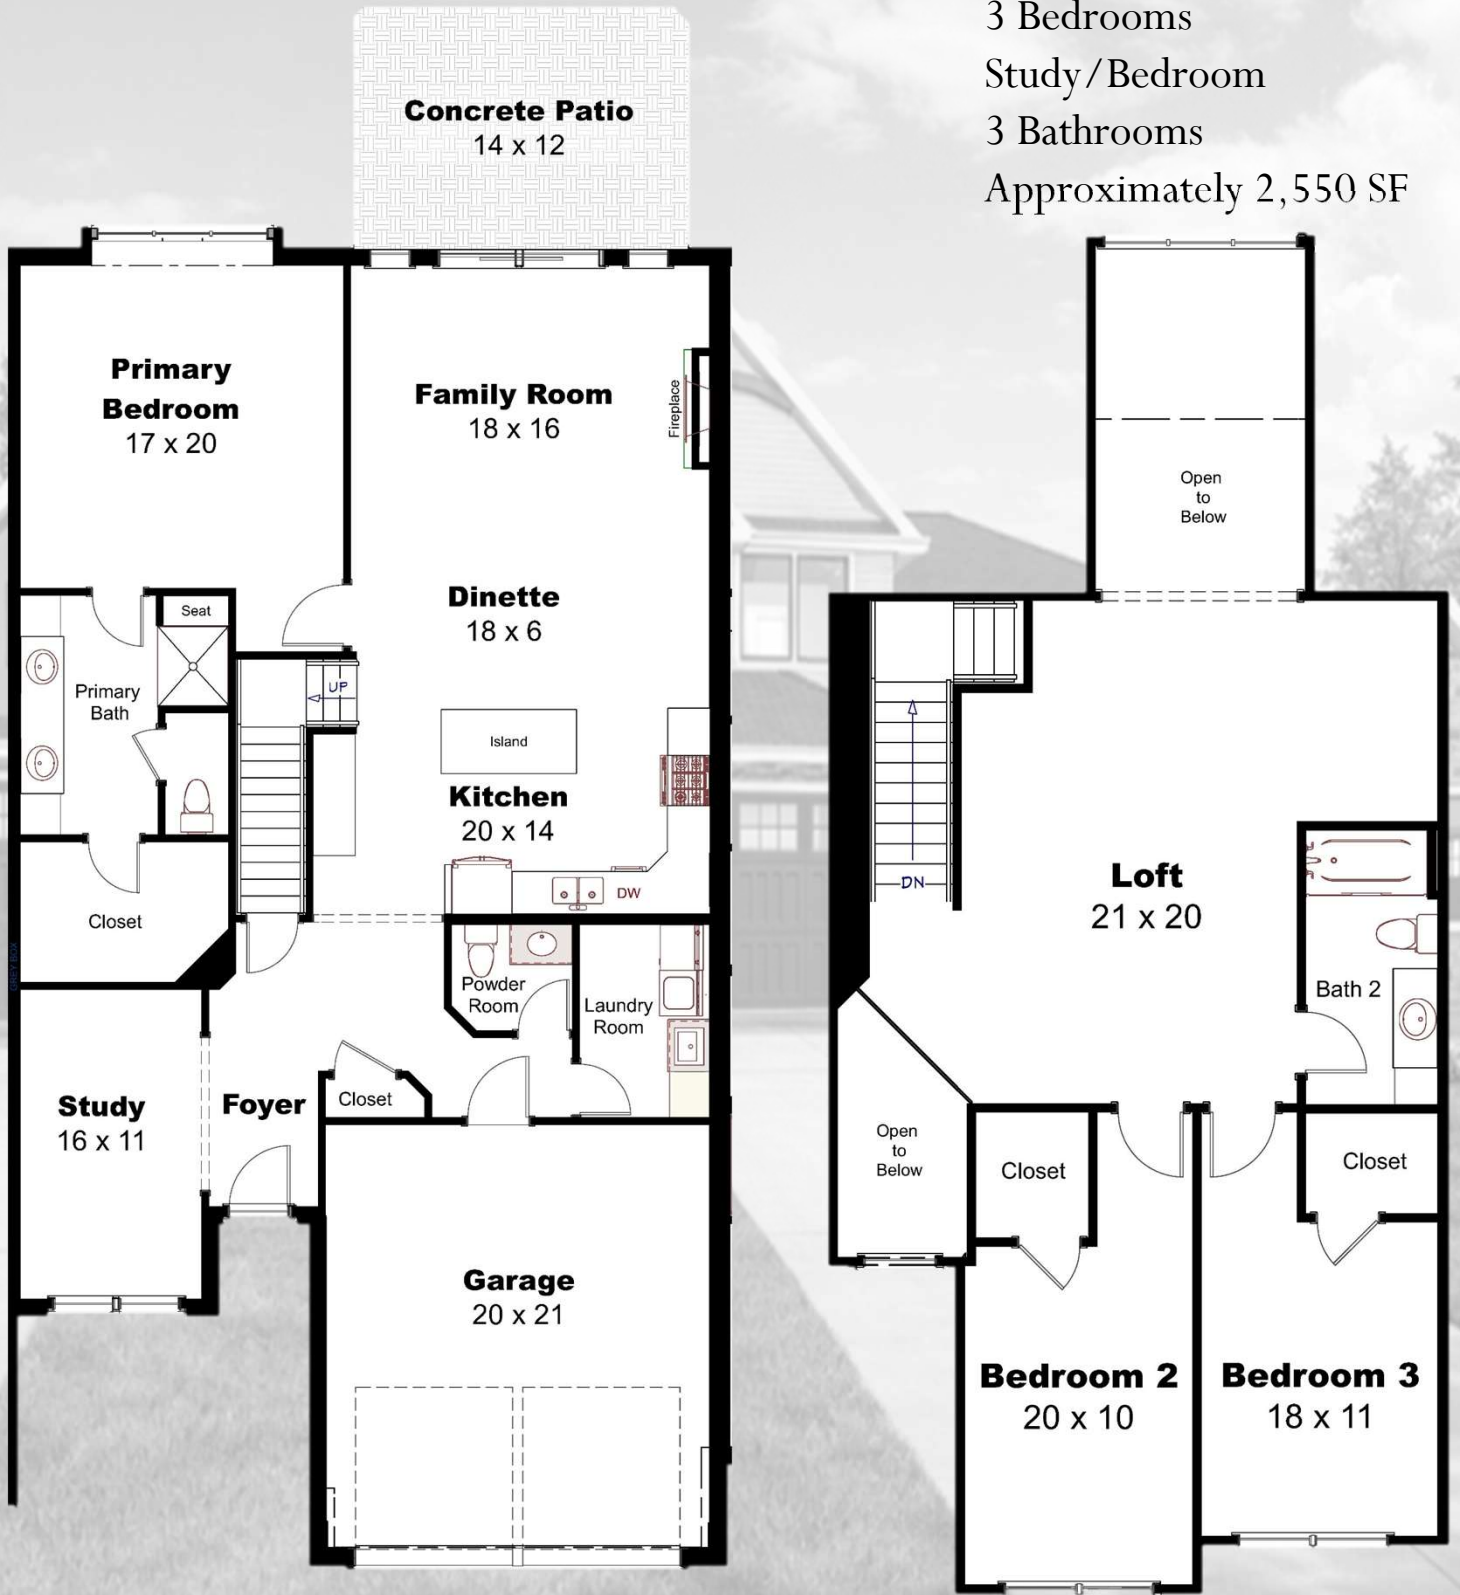 3 Bedrooms
Study/Bedroom
3 Bathrooms
Approximately 2,550 SF
Concrete Patio
14 x 12
Primary
Bedroom
17 x 20
Family Room
18 x 16
Fireplace
Dinette
18 x 6
Seat
Primary
Bath
UP
Island
Kitchen
20 x 14
DW
Closet
GREY BOX
Powder
Room
Laundry
Room
Study
16 x 11
Foyer
Closet
Garage
20 x 21
Open
to
Below
DN
Loft
21 x 20
Bath 2
Open
to
Below
Closet
Closet
Bedroom 2
20 x 10
Bedroom 3
18 x 11